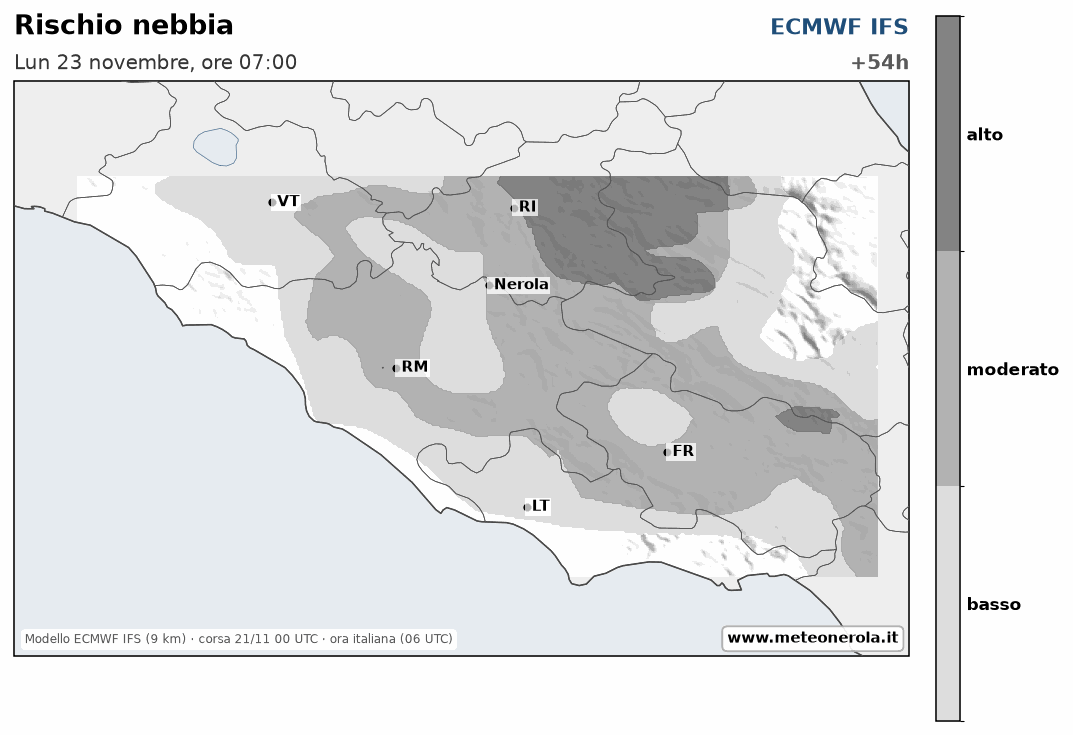 Rischio nebbia
ECMWF IFS
Lun 23 novembre, ore 07:00
+54h
alto
VT
RI
Nerola
moderato
RM
FR
LT
basso
Modello ECMWF IFS (9 km) · corsa 21/11 00 UTC · ora italiana (06 UTC)
www.meteonerola.it